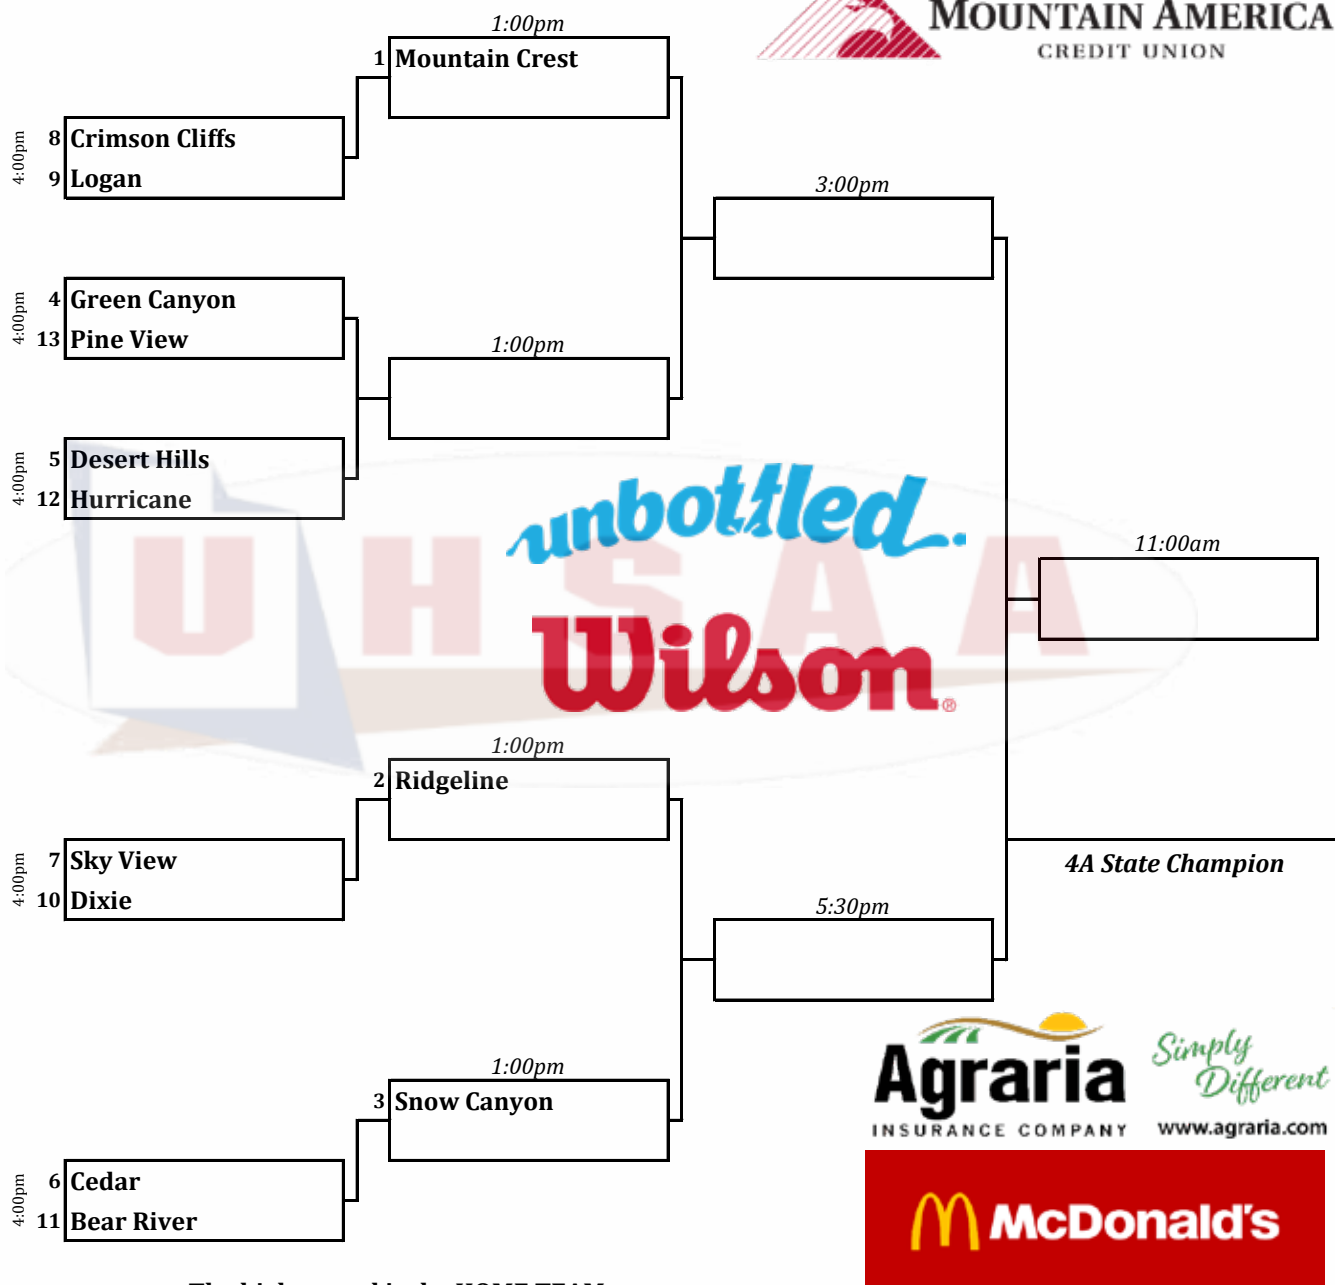 MOUNTAIN AMERICA
CREDIT UNION
1:00pm
1 Mountain Crest
4:00pm
8 Crimson Cliffs
9 Logan
3:00pm
4:00pm
4 Green Canyon
13 Pine View
1:00pm
4:00pm
5 Desert Hills
12 Hurricane
unbottled.
11:00am
UHSAA
Wilson®
1:00pm
2 Ridgeline
4:00pm
7 Sky View
10 Dixie
4A State Champion
5:30pm
1:00pm
3 Snow Canyon
Agraria
INSURANCE COMPANY
Simply
Different
www.agraria.com
4:00pm
6 Cedar
11 Bear River
McDonald's